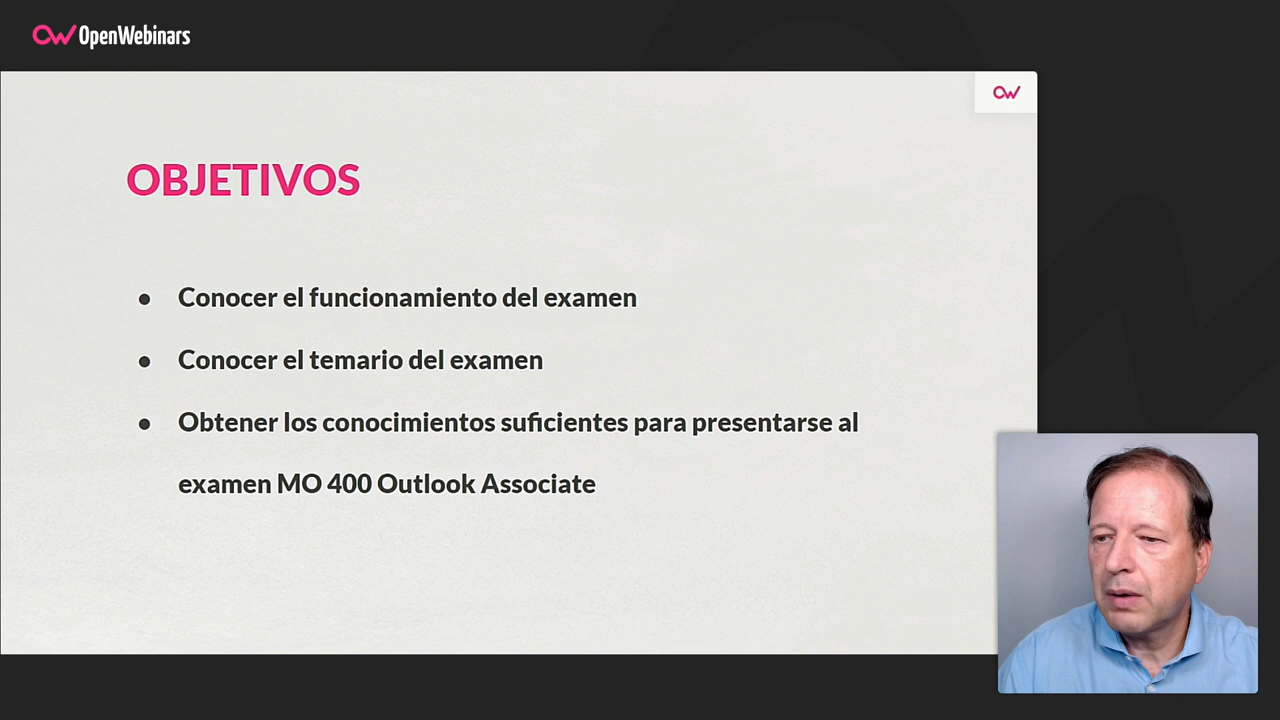 OpenWebinars
OBJETIVOS
● Conocer el funcionamiento del examen
● Conocer el temario del examen
● Obtener los conocimientos suficientes para presentarse al
examen MO 400 Outlook Associate